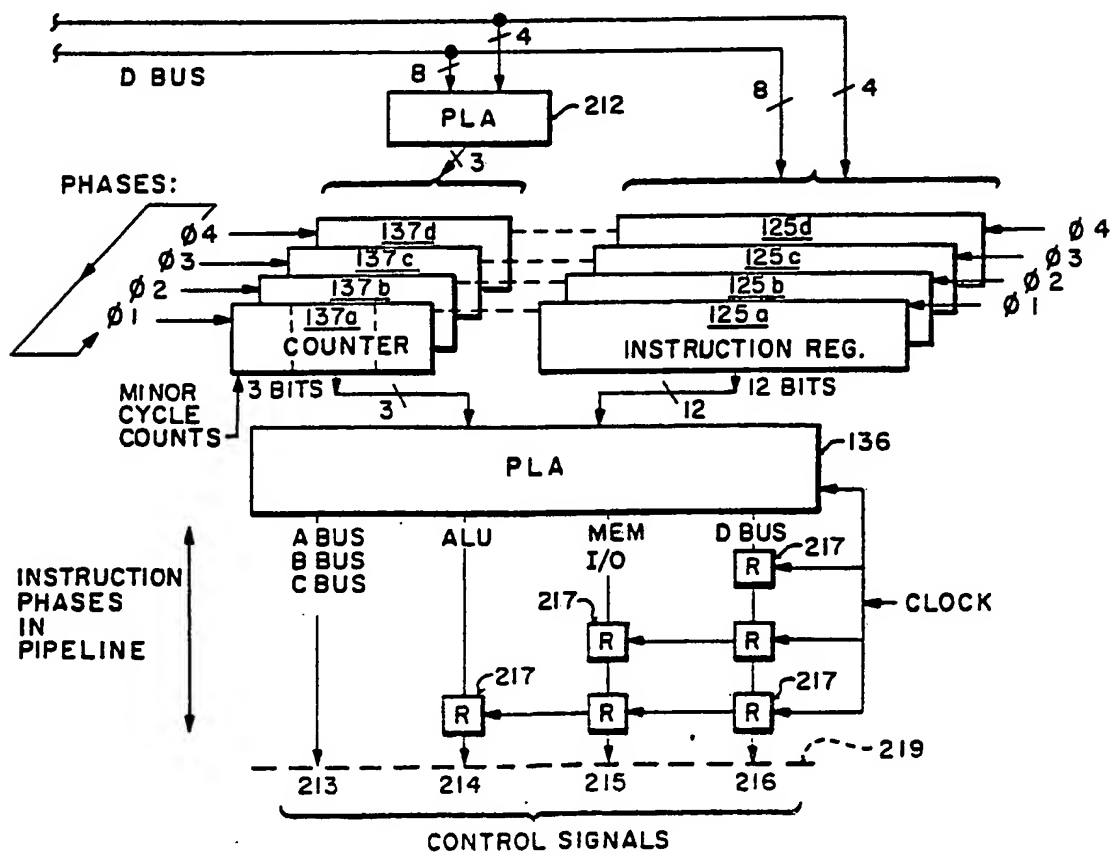 4
8
D BUS
8
4
PLA
212
3
PHASES:
Ø4
137d
125d
Ø4
Ø3
137c
125c
Ø3
Ø2
137b
125b
Ø2
Ø1
137a
125a
Ø1
COUNTER
INSTRUCTION REG.
MINOR
CYCLE
COUNTS
3 BITS
3
12
12 BITS
PLA
136
A BUS
B BUS
C BUS
ALU
MEM
I/O
D BUS
R
217
INSTRUCTION
PHASES
IN
PIPELINE
CLOCK
217
R
R
217
R
R
R
217
219
213
214
215
216
CONTROL SIGNALS